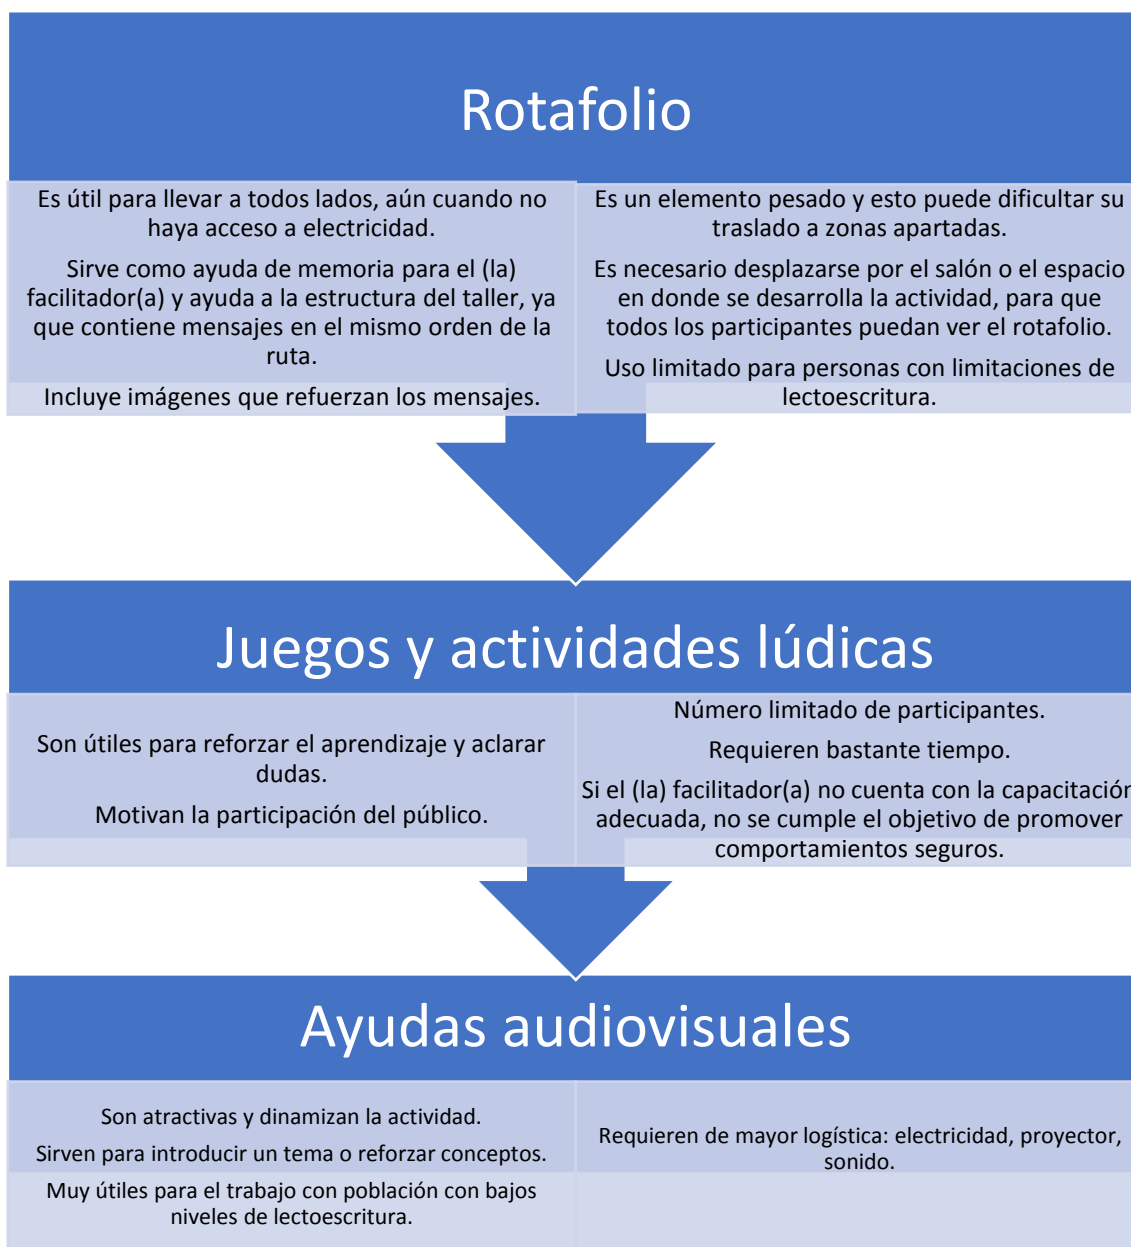 Rotafolio
Es útil para llevar a todos lados, aún cuando no
haya acceso a electricidad.
Sirve como ayuda de memoria para el (la)
facilitador(a) y ayuda a la estructura del taller, ya
que contiene mensajes en el mismo orden de la
ruta.
Incluye imágenes que refuerzan los mensajes.
Es un elemento pesado y esto puede dificultar su
traslado a zonas apartadas.
Es necesario desplazarse por el salón o el espacio
en donde se desarrolla la actividad, para que
todos los participantes puedan ver el rotafolio.
Uso limitado para personas con limitaciones de
lectoescritura.
Juegos y actividades lúdicas
Son útiles para reforzar el aprendizaje y aclarar
dudas.
Motivan la participación del público.
Número limitado de participantes.
Requieren bastante tiempo.
Si el (la) facilitador(a) no cuenta con la capacitación
adecuada, no se cumple el objetivo de promover
comportamientos seguros.
Ayudas audiovisuales
Son atractivas y dinamizan la actividad.
Sirven para introducir un tema o reforzar conceptos.
Muy útiles para el trabajo con población con bajos
niveles de lectoescritura.
Requieren de mayor logística: electricidad, proyector,
sonido.